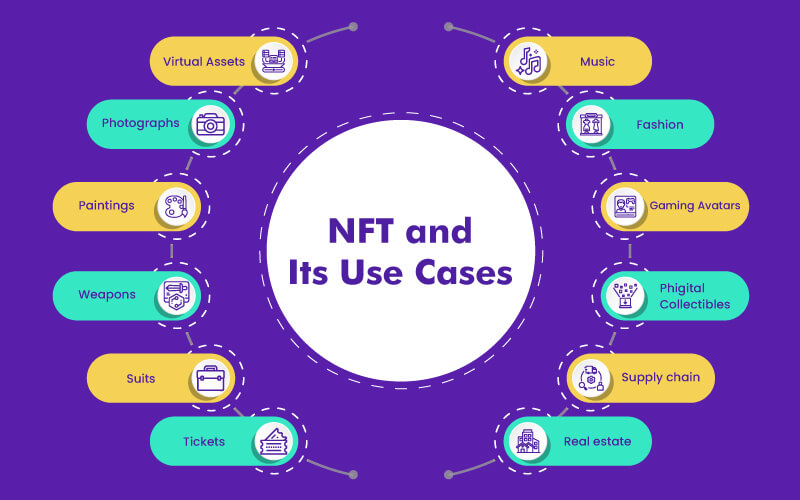 NFT and
Its Use Cases
Virtual Assets
Photographs
Paintings
Weapons
Suits
Tickets
Music
Fashion
Gaming Avatars
Phigital
Collectibles
Supply chain
Real estate